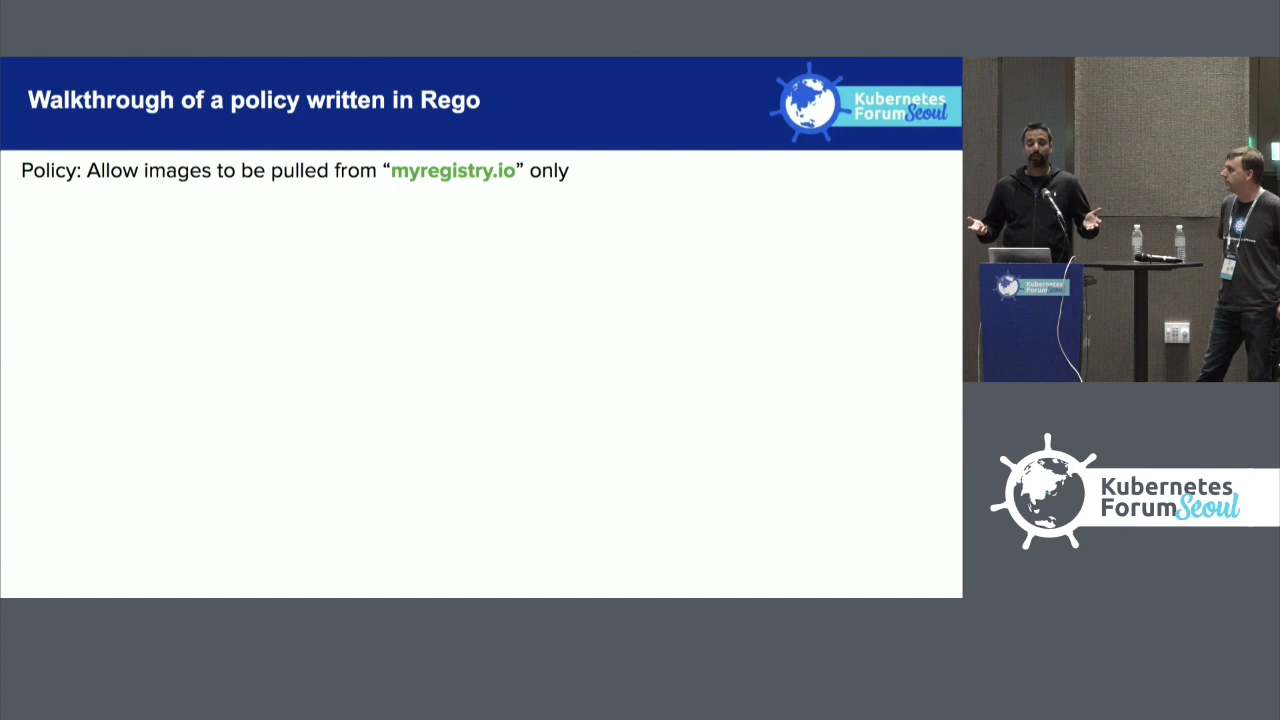 Walkthrough of a policy written in Rego
Kubernetes
Forum Seoul
Policy: Allow images to be pulled from “myregistry.io” only
Kubernetes
Forum Seoul
Kubernetes
Forum Seoul